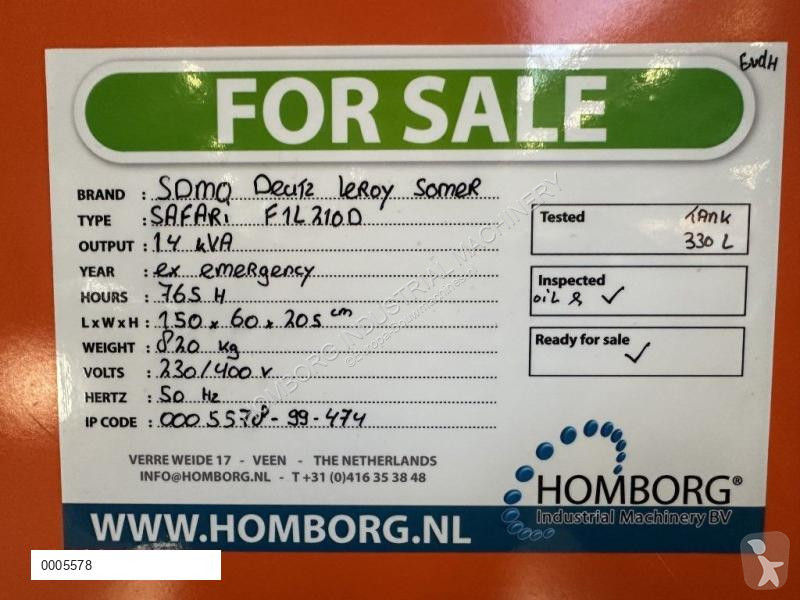 EvdH
FOR SALE
BRAND : SDMO Deutz Leroy Somer
TYPE : SAFARI F1L210D
OUTPUT : 14 kVA
YEAR : ex emergency
HOURS : 765 H
L x W x H : 150 x 60 x 205 cm
WEIGHT : 820 kg
VOLTS : 230/400 V
HERTZ : 50 Hz
IP CODE : 0005578-99-474
Tested TANK
330 L
Inspected
oil & ✓
Ready for sale
✓
VERRE WEIDE 17 - VEEN - THE NETHERLANDS
INFO@HOMBORG.NL - T +31 (0)416 35 38 48
HOMBORG®
Industrial Machinery BV
WWW.HOMBORG.NL
HOMBORG INDUSTRIAL MACHINERY
0005578